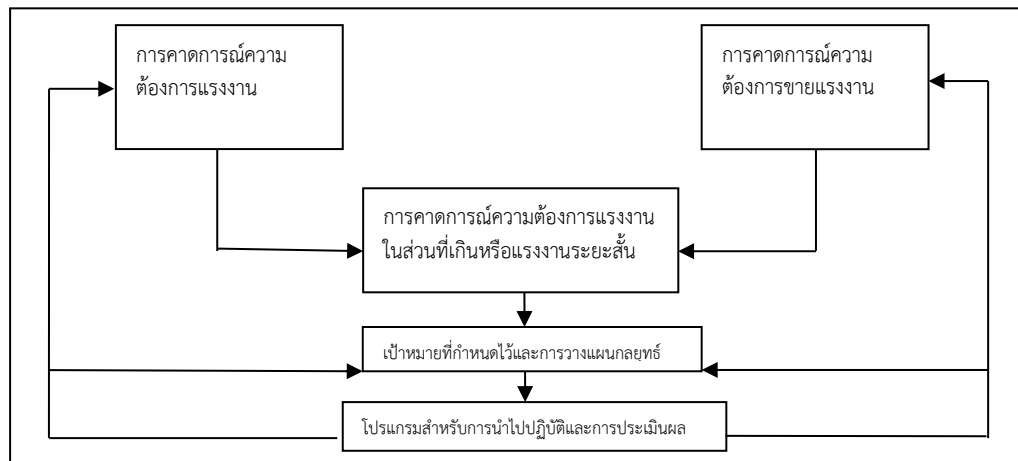 การคาดการณ์ความ
ต้องการแรงงาน
การคาดการณ์ความ
ต้องการขายแรงงาน
การคาดการณ์ความต้องการแรงงาน
ในส่วนที่เกินหรือแรงงานระยะสั้น
เป้าหมายที่กำหนดไว้และการวางแผนกลยุทธ์
โปรแกรมสำหรับการนำไปปฏิบัติและการประเมินผล